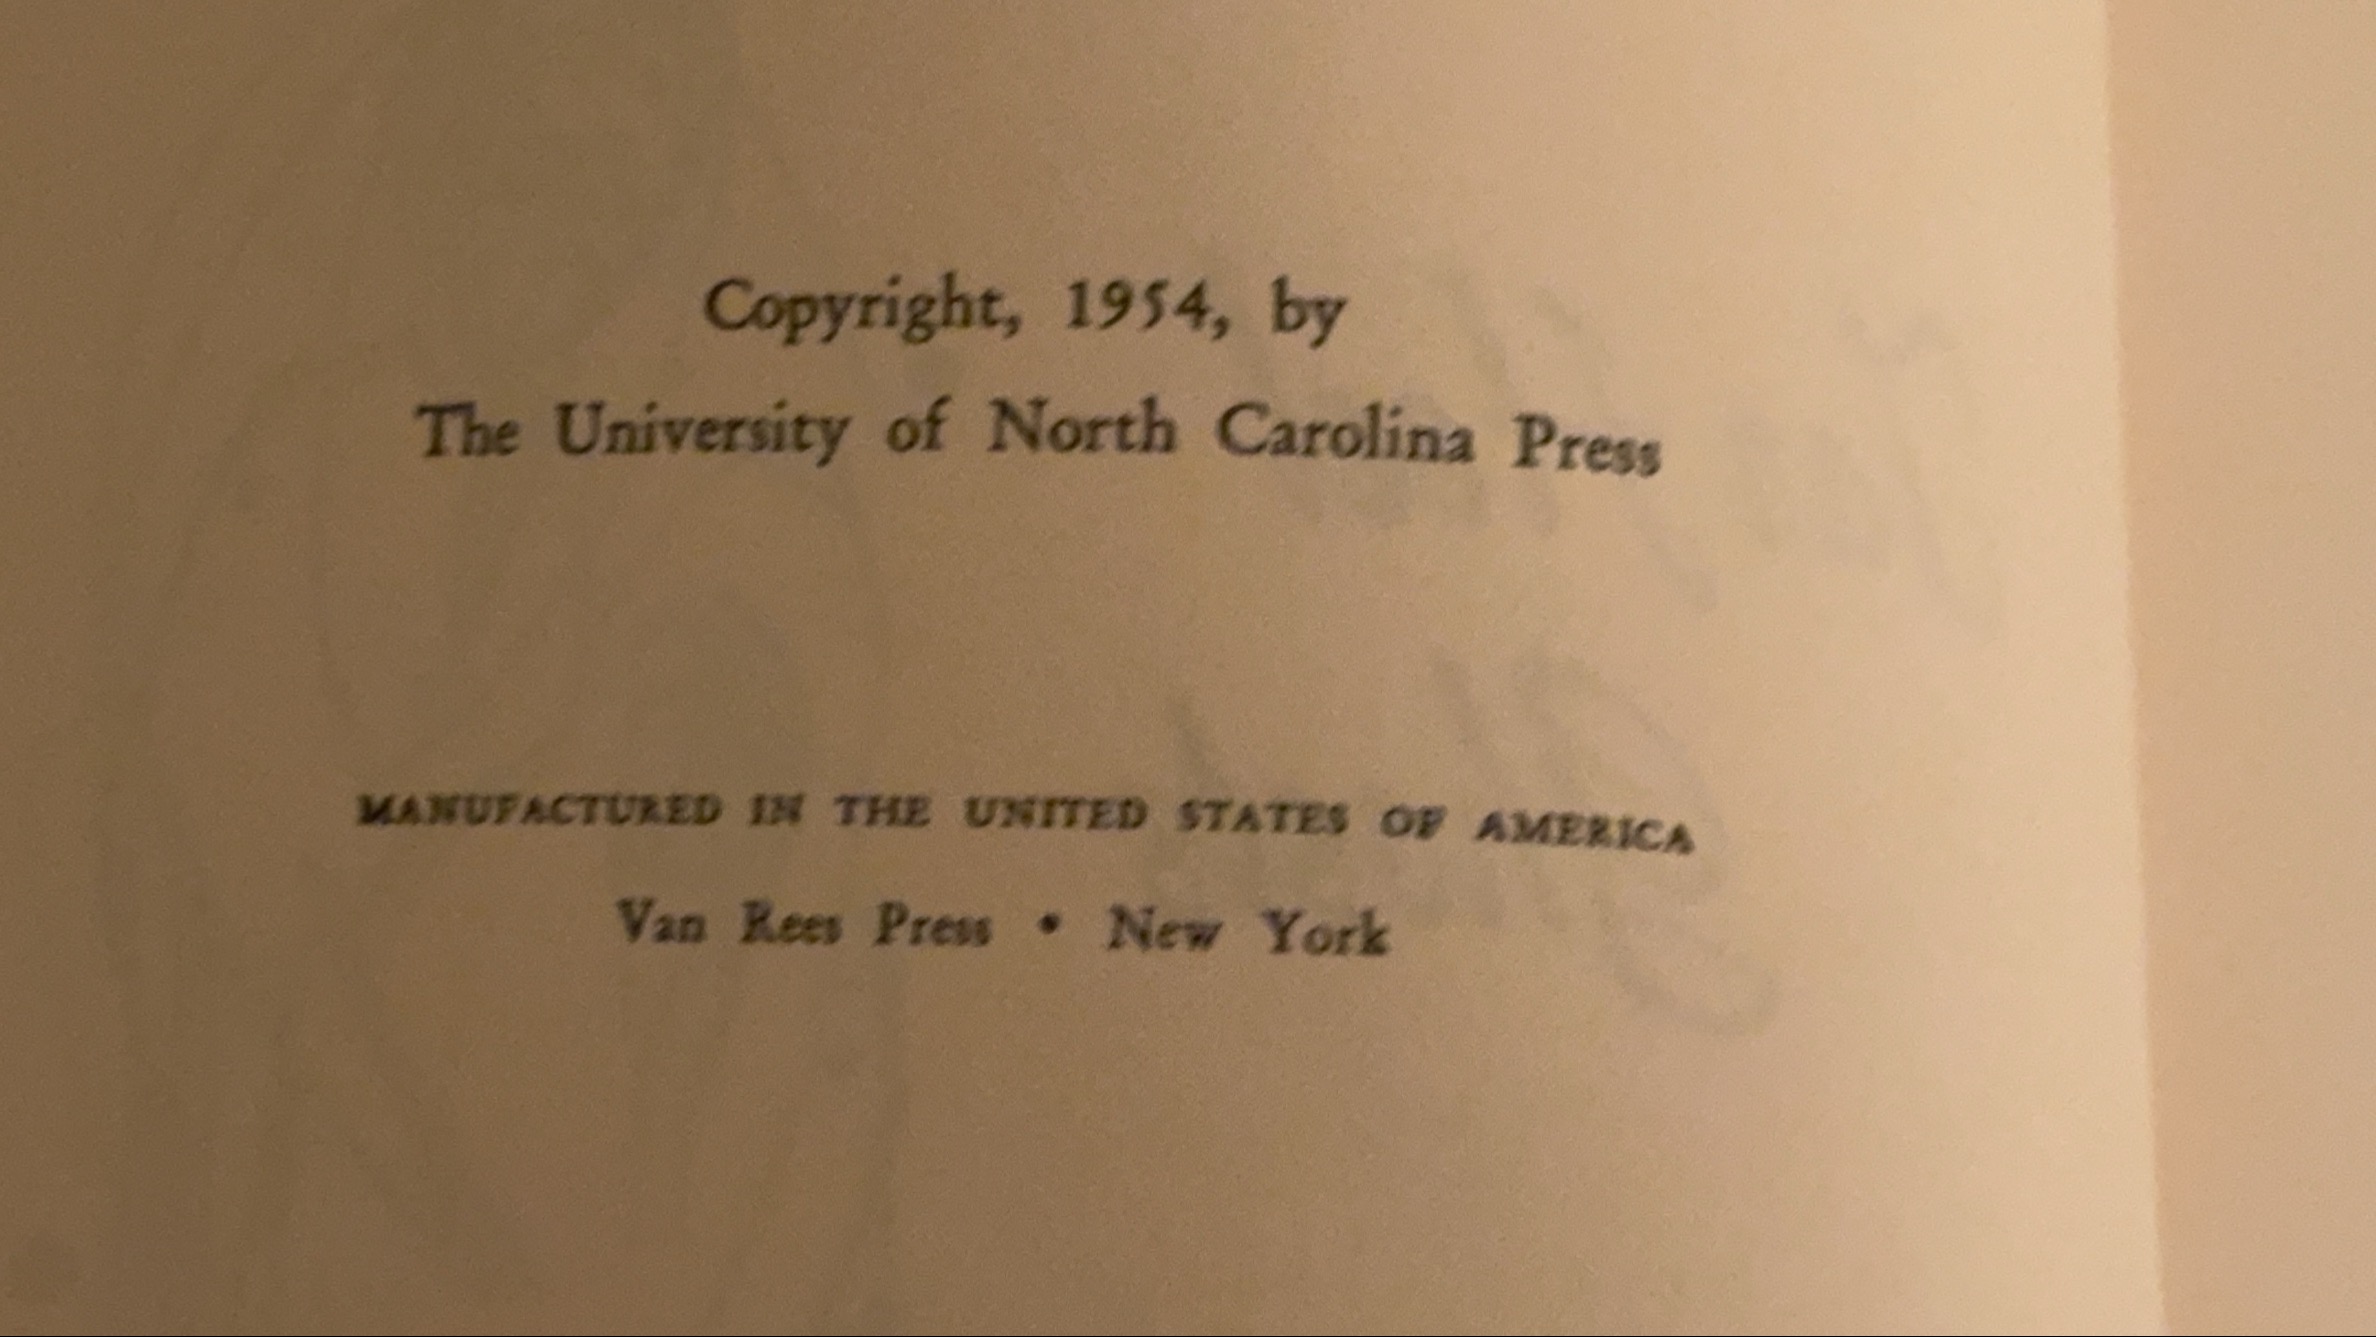 Copyright, 1954, by
The University of North Carolina Press
MANUFACTURED IN THE UNITED STATES OF AMERICA
Van Rees Press • New York